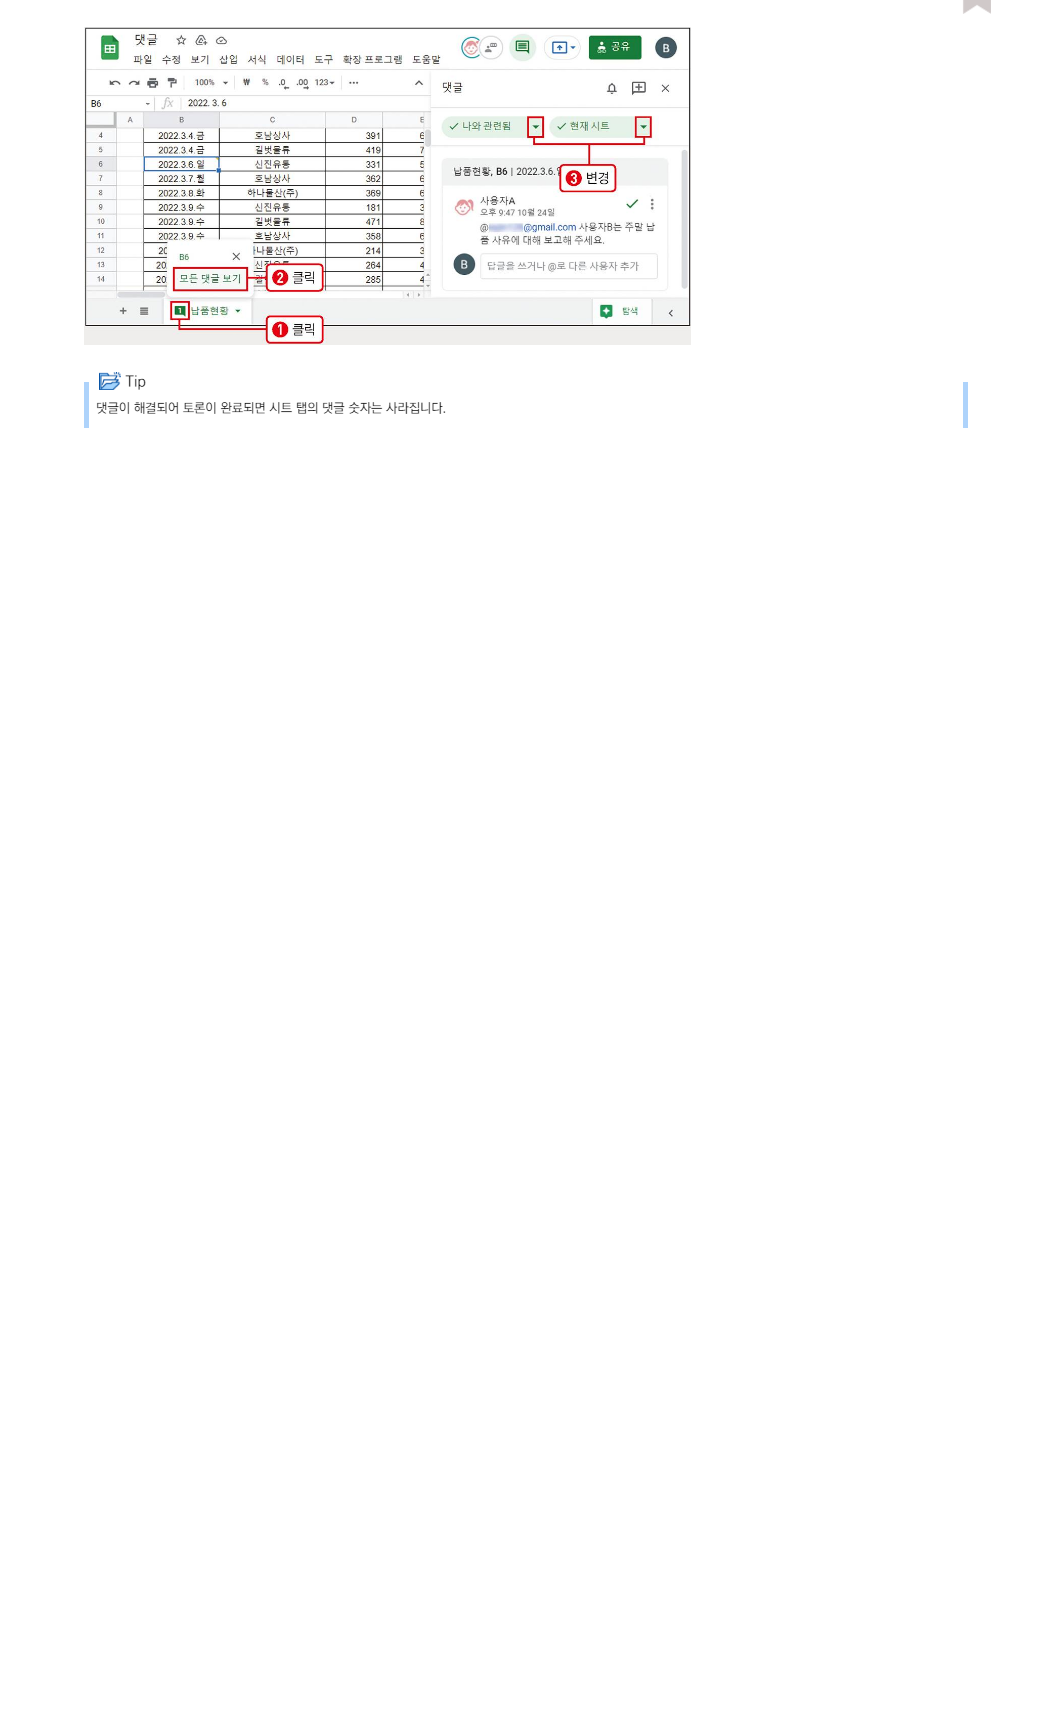 댓글
파일 수정 보기 삽입 서식 데이터 도구 확장 프로그램 도움말
공유
B
100% ₩ % .0 .00 123
B6 fx 2022. 3. 6
A B C D E
4 2022.3.4.금 호남상사 391 6
5 2022.3.4.금 길벗물류 419 7
6 2022.3.6.일 신진유통 331 5
7 2022.3.7.월 호남상사 362 6
8 2022.3.8.화 하나물산(주) 369 6
9 2022.3.9.수 신진유통 181 3
10 2022.3.9.수 길벗물류 471 8
11 2022.3.9.수 호남상사 358 6
12 20 나물산(주) 214 3
13 20 264 4
14 20 285 4
B6
모든 댓글 보기
2 클릭
1 납품현황
1 클릭
댓글
나와 관련됨 현재 시트
3 변경
납품현황, B6 | 2022.3.6.
사용자A
오후 9:47 10월 24일
@ @gmail.com 사용자B는 주말 납
품 사유에 대해 보고해 주세요.
B 답글을 쓰거나 @로 다른 사용자 추가
탐색
Tip
댓글이 해결되어 토론이 완료되면 시트 탭의 댓글 숫자는 사라집니다.